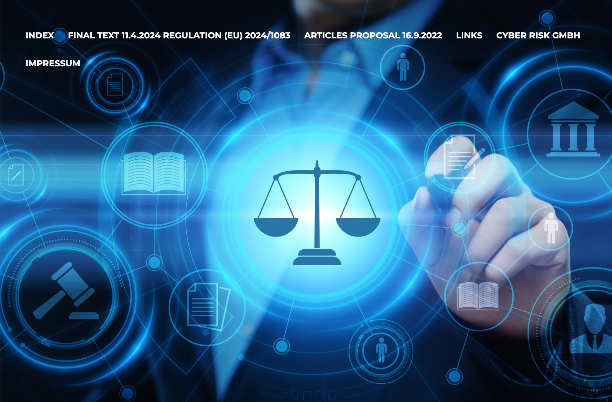 INDEX FINAL TEXT 11.4.2024 REGULATION (EU) 2024/1083 ARTICLES PROPOSAL 16.9.2022 LINKS CYBER RISK GMBH
IMPRESSUM